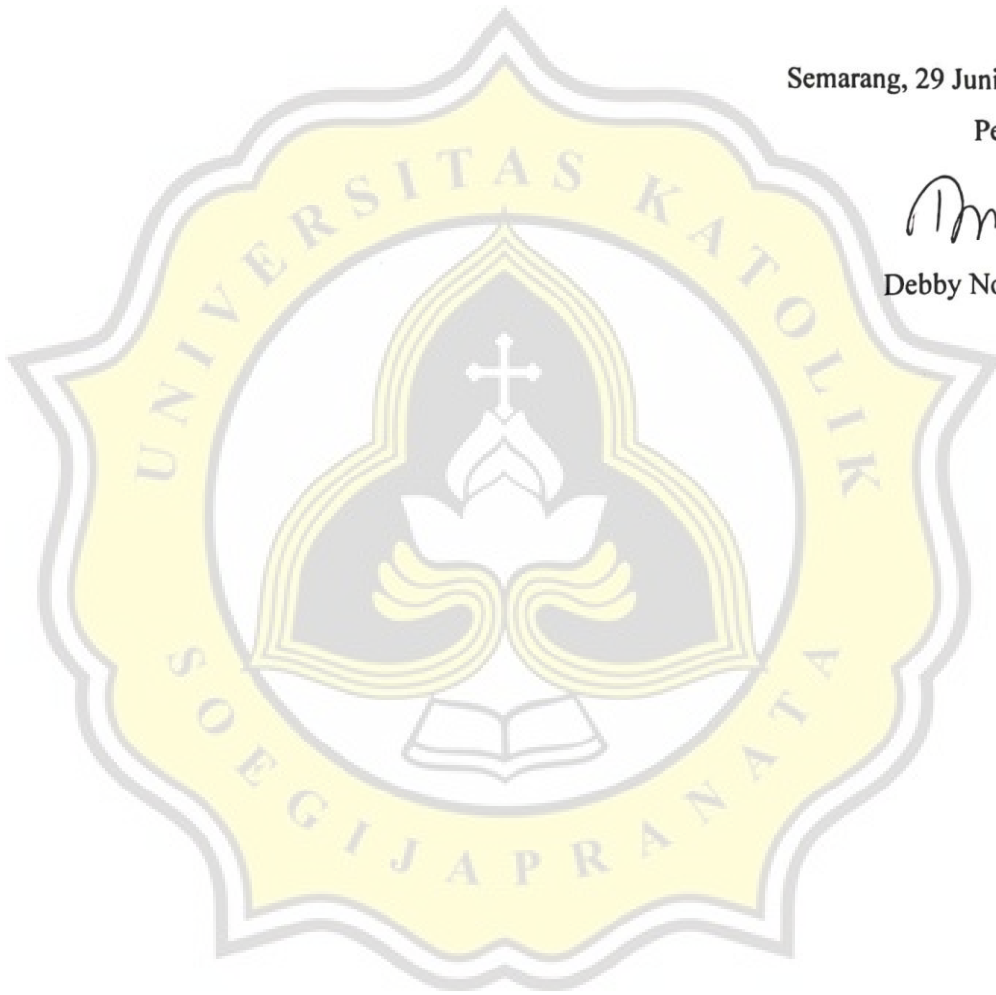 Semarang, 29 Juni
Pe
Debby No
UNIVERSITAS KATOLIK
SOEGIJAPRANATA